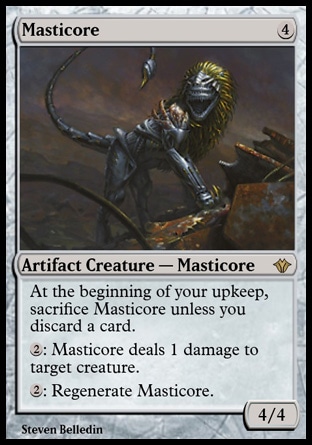 Masticore 4
Artifact Creature — Masticore
At the beginning of your upkeep,
sacrifice Masticore unless you
discard a card.
2: Masticore deals 1 damage to
target creature.
2: Regenerate Masticore.
4/4
Steven Belledin